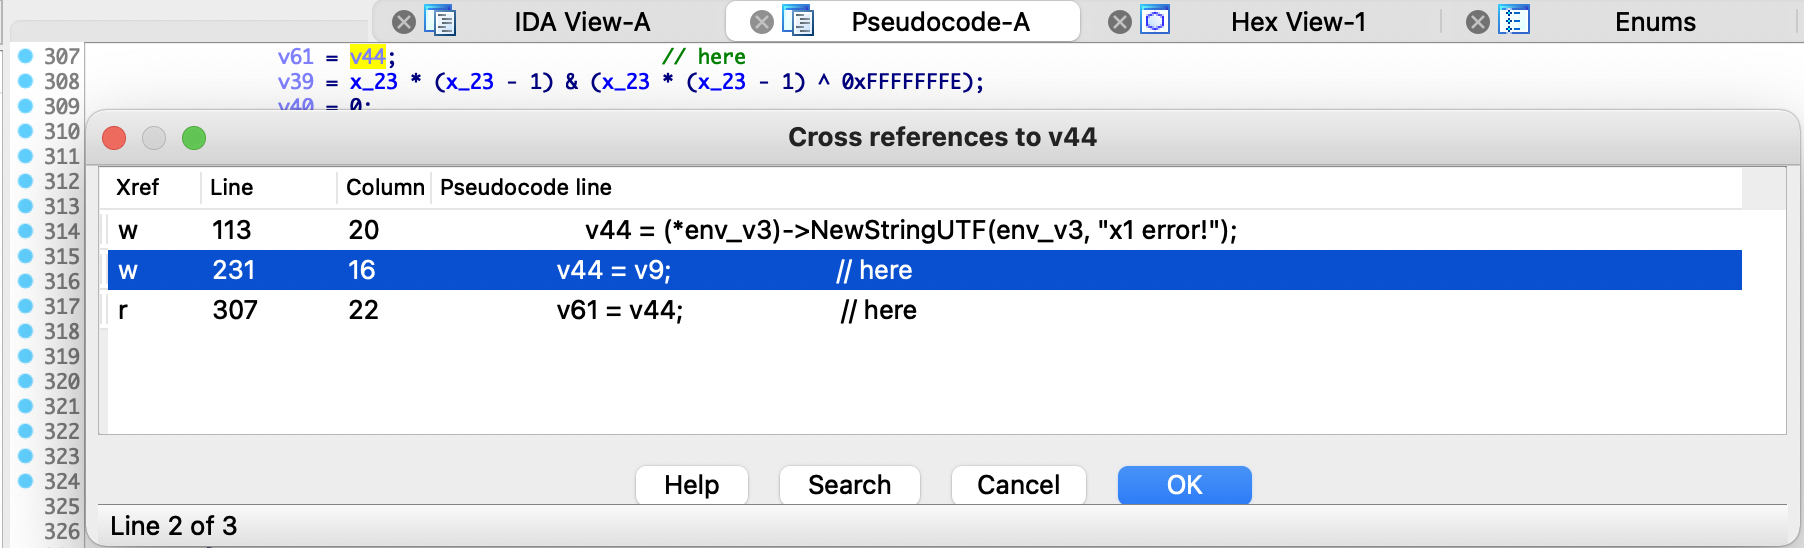 IDA View-A Pseudocode-A Hex View-1 Enums
307 v61 = v44; // here
308 v39 = x_23 * (x_23 - 1) & (x_23 * (x_23 - 1) ^ 0xFFFFFFFE);
309 v40 = 0;
310
Cross references to v44
311
312 Xref Line Column Pseudocode line
313
314 w 113 20 v44 = (*env_v3)->NewStringUTF(env_v3, "x1 error!");
315
316 w 231 16 v44 = v9; // here
317 r 307 22 v61 = v44; // here
318
319
320
321
322
323
324 Help Search Cancel OK
325
326 Line 2 of 3